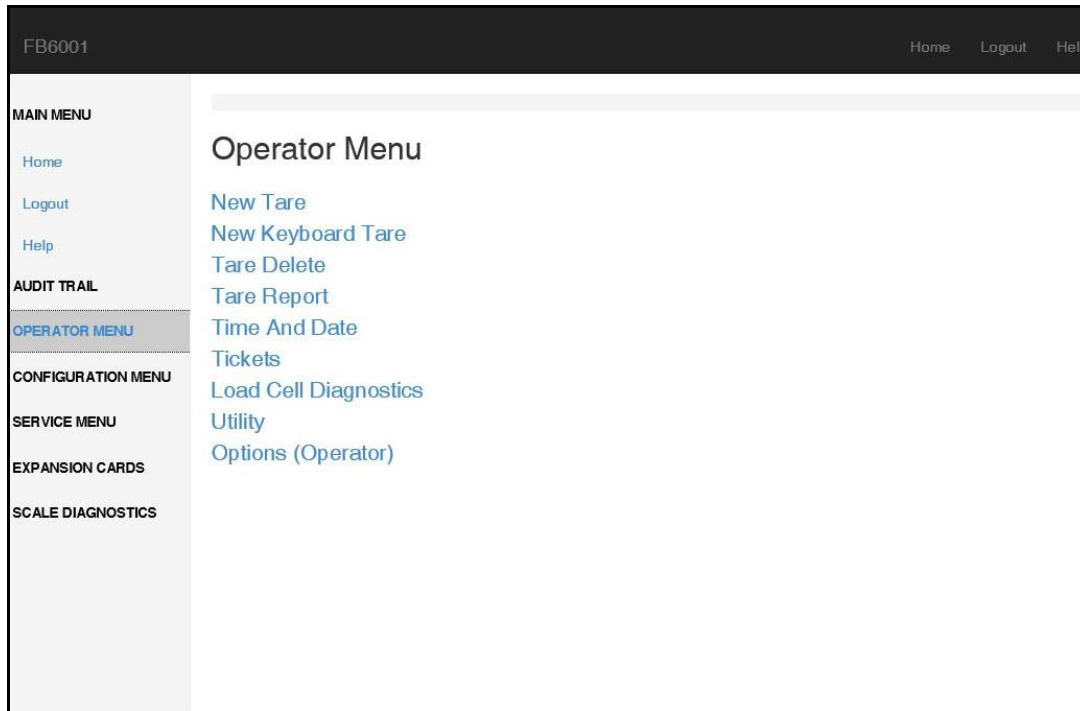 FB6001
Home Logout Hel
MAIN MENU
Home
Logout
Help
AUDIT TRAIL
OPERATOR MENU
CONFIGURATION MENU
SERVICE MENU
EXPANSION CARDS
SCALE DIAGNOSTICS
Operator Menu
New Tare
New Keyboard Tare
Tare Delete
Tare Report
Time And Date
Tickets
Load Cell Diagnostics
Utility
Options (Operator)